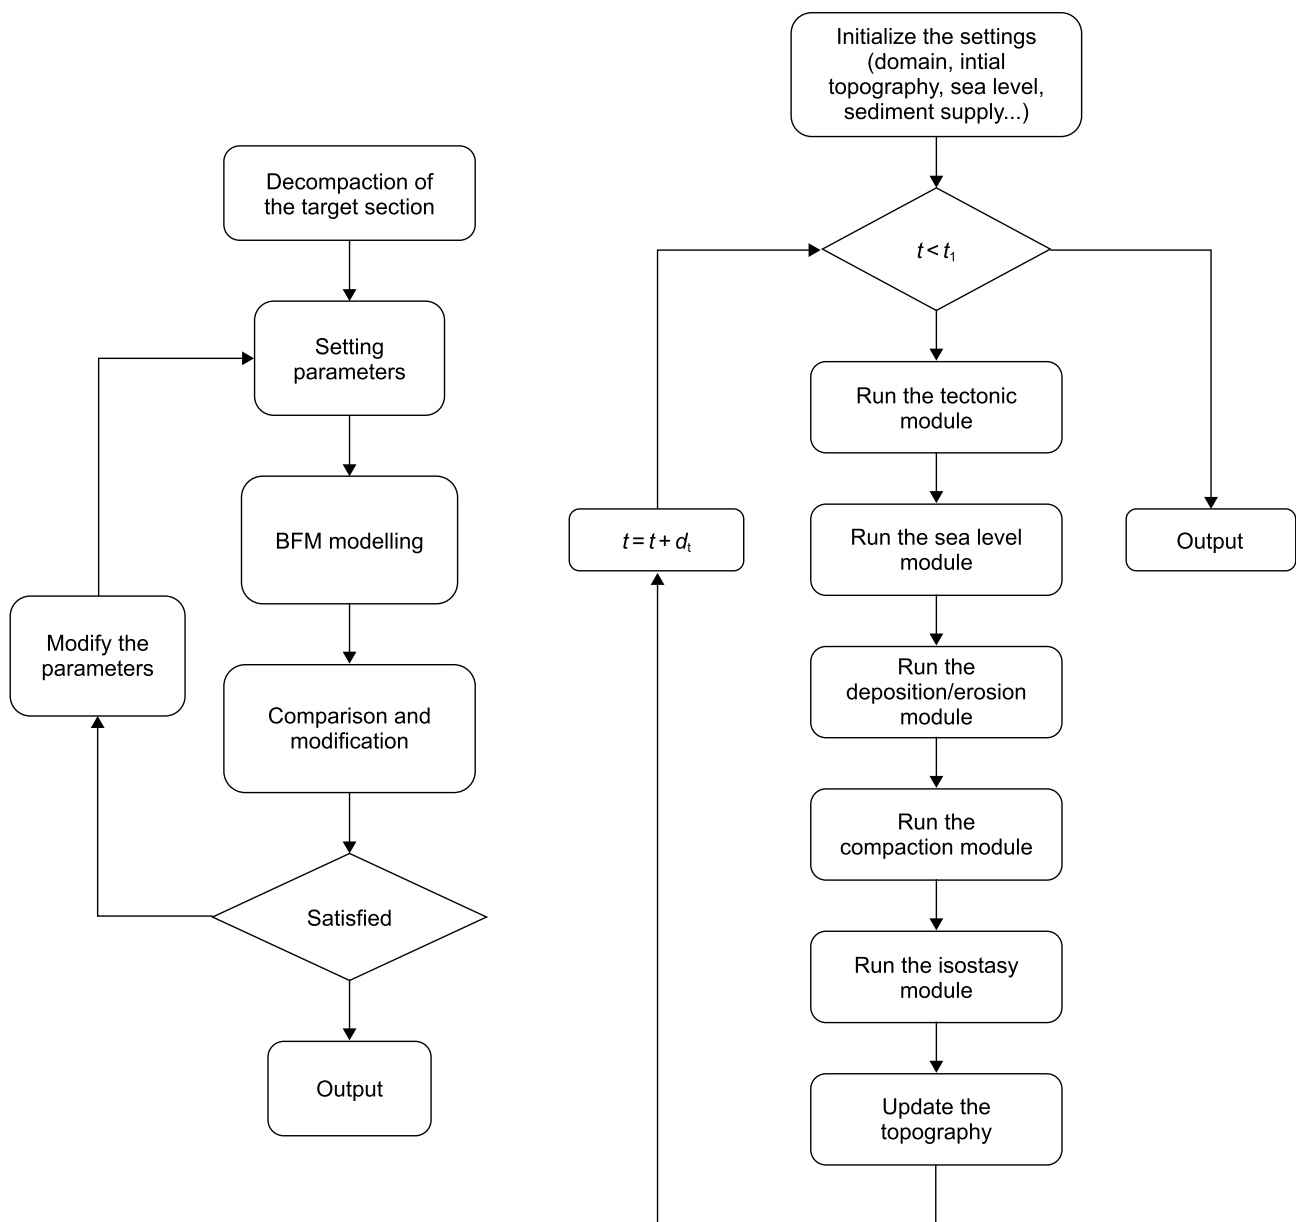 Decompaction of
the target section
Setting
parameters
BFM modelling
Modify the
parameters
Comparison and
modification
Satisfied
Output
Initialize the settings
(domain, intial
topography, sea level,
sediment supply...)
t < t₁
Run the tectonic
module
Run the sea level
module
t = t + dₜ
Output
Run the
deposition/erosion
module
Run the
compaction module
Run the isostasy
module
Update the
topography